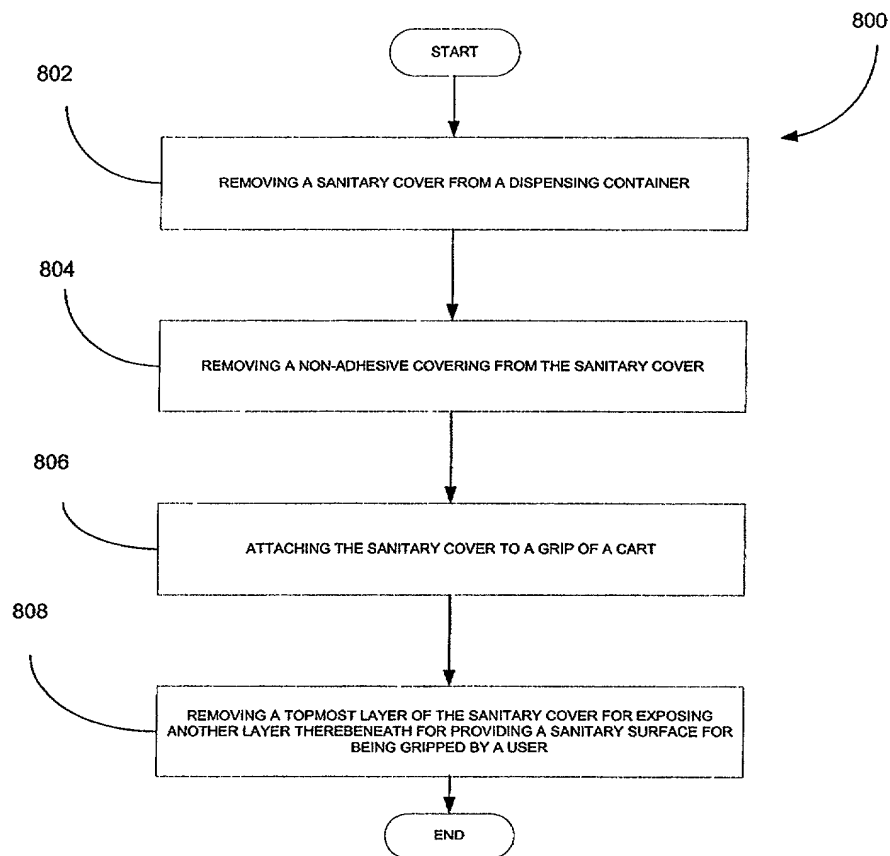 START
800
802
REMOVING A SANITARY COVER FROM A DISPENSING CONTAINER
804
REMOVING A NON-ADHESIVE COVERING FROM THE SANITARY COVER
806
ATTACHING THE SANITARY COVER TO A GRIP OF A CART
808
REMOVING A TOPMOST LAYER OF THE SANITARY COVER FOR EXPOSING
ANOTHER LAYER THEREBENEATH FOR PROVIDING A SANITARY SURFACE FOR
BEING GRIPPED BY A USER
END